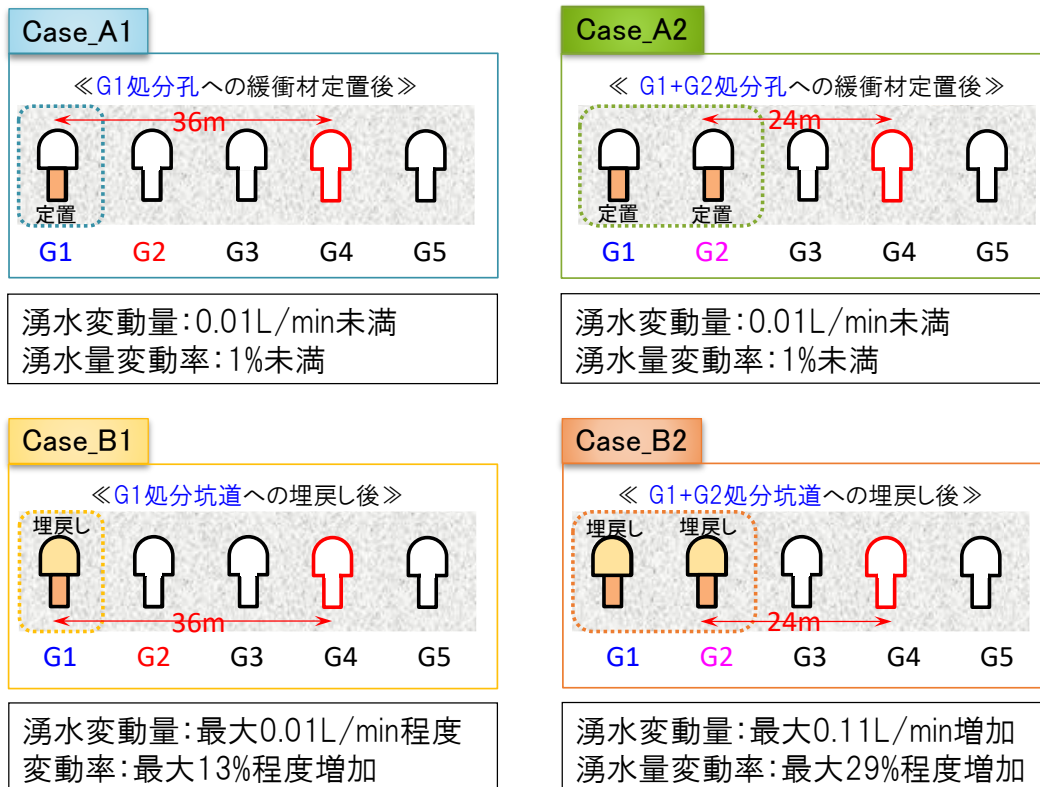 Case_A1
≪G1処分孔への緩衝材定置後≫
36m
定置
G1 G2 G3 G4 G5
湧水変動量：0.01L/min未満
湧水量変動率：1%未満
Case_A2
≪ G1+G2処分孔への緩衝材定置後≫
24m
定置 定置
G1 G2 G3 G4 G5
湧水変動量：0.01L/min未満
湧水量変動率：1%未満
Case_B1
≪G1処分坑道への埋戻し後≫
埋戻し
36m
G1 G2 G3 G4 G5
湧水変動量：最大0.01L/min程度
変動率：最大13%程度増加
Case_B2
≪ G1+G2処分坑道への埋戻し後≫
埋戻し 埋戻し
24m
G1 G2 G3 G4 G5
湧水変動量：最大0.11L/min増加
湧水量変動率：最大29%程度増加